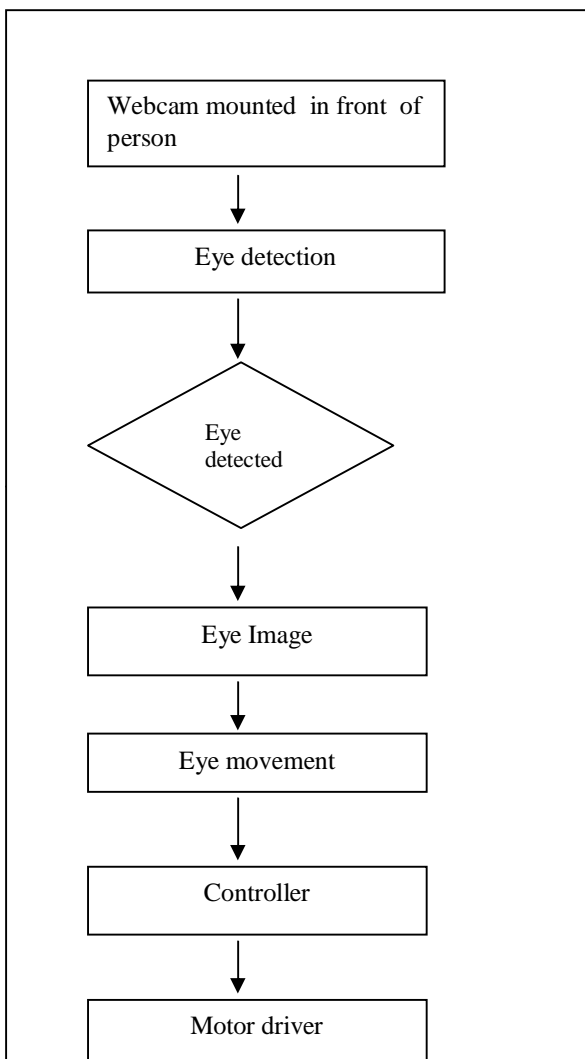 Webcam mounted in front of
person
Eye detection
Eye
detected
Eye Image
Eye movement
Controller
Motor driver